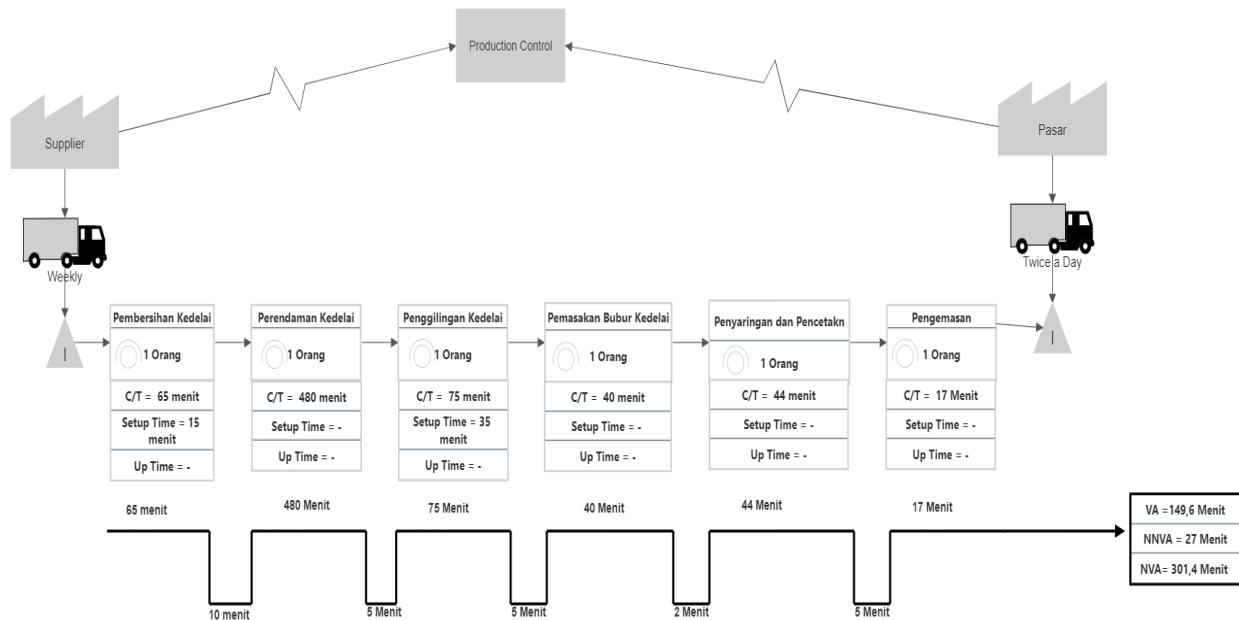 Production Control
Supplier
Pasar
Weekly
Twice a Day
I
Pembersihan Kedelai
1 Orang
C/T = 65 menit
Setup Time = 15
menit
Up Time = -
Perendaman Kedelai
1 Orang
C/T = 480 menit
Setup Time = -
Up Time = -
Penggilingan Kedelai
1 Orang
C/T = 75 menit
Setup Time = 35
menit
Up Time = -
Pemasakan Bubur Kedelai
1 Orang
C/T = 40 menit
Setup Time = -
Up Time = -
Penyaringan dan Pencetakn
1 Orang
C/T = 44 menit
Setup Time = -
Up Time = -
Pengemasan
1 Orang
C/T = 17 Menit
Setup Time = -
Up Time = -
I
65 menit
480 Menit
75 Menit
40 Menit
44 Menit
17 Menit
10 menit
5 Menit
5 Menit
2 Menit
5 Menit
VA =149,6 Menit
NNVA = 27 Menit
NVA= 301,4 Menit